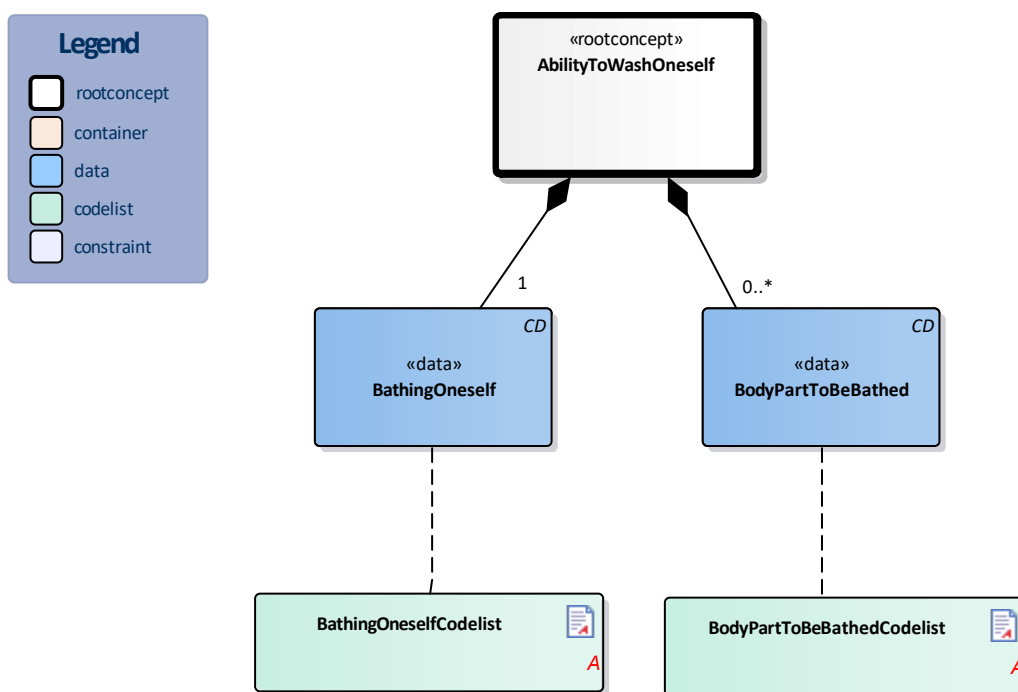 Legend
rootconcept
container
data
codelist
constraint
«rootconcept»
AbilityToWashOneself
1
0..*
CD
«data»
BathingOneself
CD
«data»
BodyPartToBeBathed
BathingOneselfCodelist
A
BodyPartToBeBathedCodelist
A